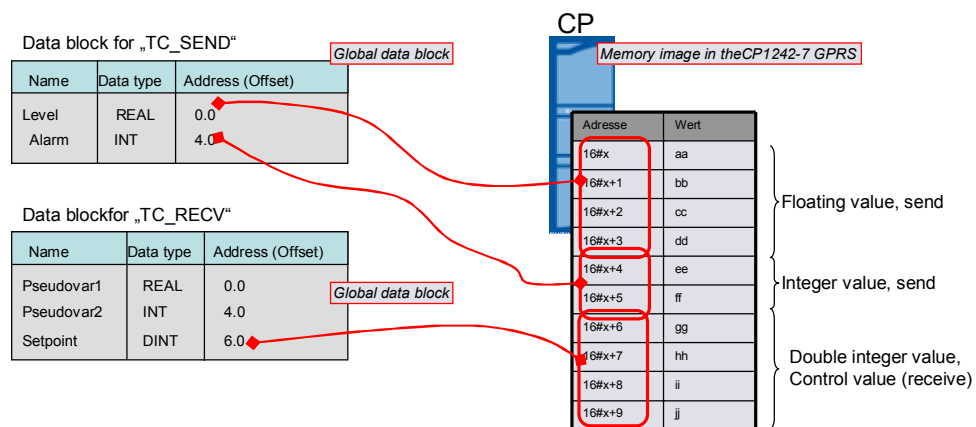 CP
Data block for „TC_SEND“
Global data block
Memory image in theCP1242-7 GPRS
Name Data type Address (Offset)
Level REAL 0.0
Alarm INT 4.0
Adresse Wert
16#x aa
16#x+1 bb
16#x+2 cc
16#x+3 dd
16#x+4 ee
16#x+5 ff
16#x+6 gg
16#x+7 hh
16#x+8 ii
16#x+9 jj
Floating value, send
Integer value, send
Double integer value,
Control value (receive)
Data blockfor „TC_RECV“
Name Data type Address (Offset)
Pseudovar1 REAL 0.0
Pseudovar2 INT 4.0
Setpoint DINT 6.0
Global data block